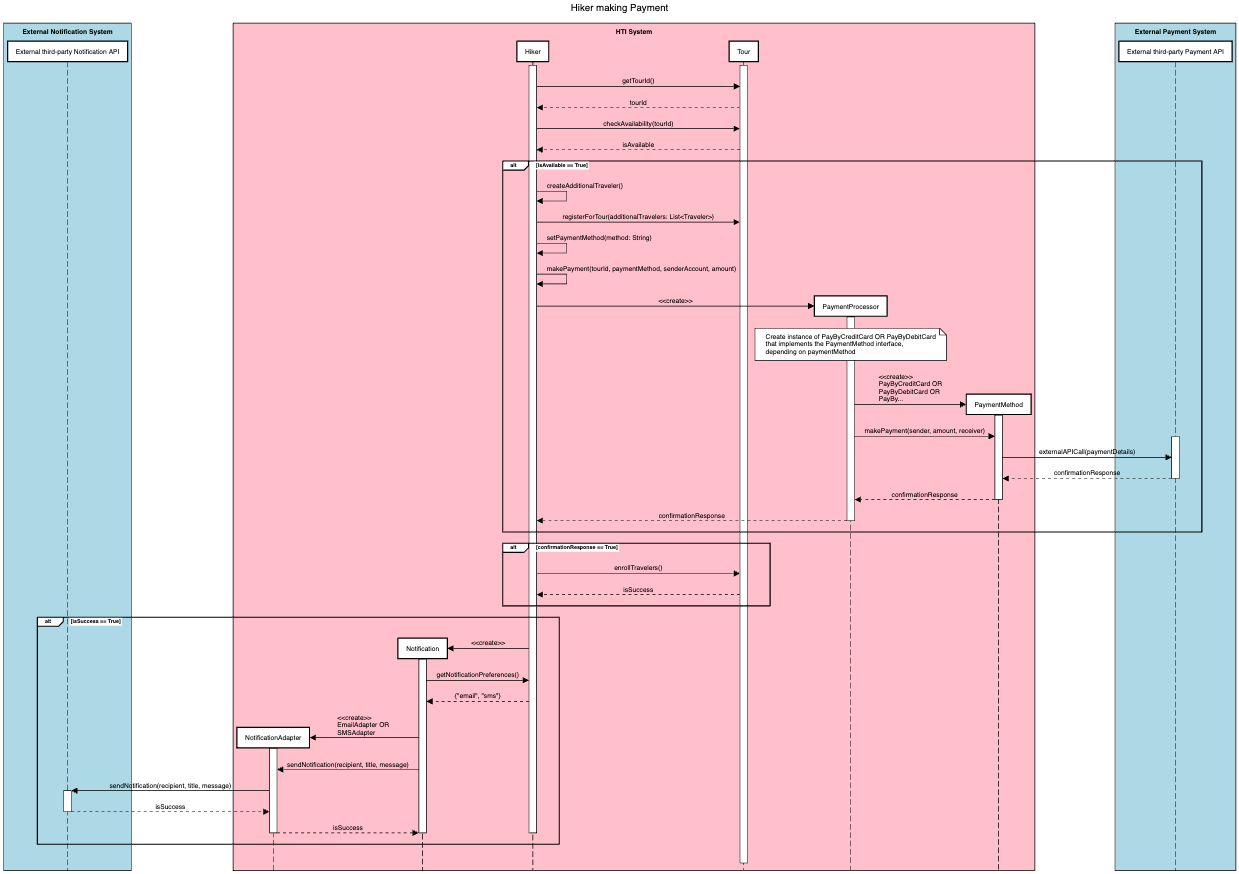 Hiker making Payment
External Notification System
HTI System
External Payment System
External third-party Notification API
Hiker
Tour
External third-party Payment API
getTourId()
tourId
checkAvailability(tourId)
isAvailable
alt
[isAvailable == True]
createAdditionalTraveler()
registerForTour(additionalTravelers: List<Traveler>)
setPaymentMethod(method: String)
makePayment(tourId, paymentMethod, senderAccount, amount)
<<create>>
PaymentProcessor
Create instance of PayByCreditCard OR PayByDebitCard
that implements the PaymentMethod interface,
depending on paymentMethod
<<create>>
PayByCreditCard OR
PayByDebitCard OR
PayBy...
PaymentMethod
makePayment(sender, amount, receiver)
externalAPICall(paymentDetails)
confirmationResponse
confirmationResponse
confirmationResponse
alt
[confirmationResponse == True]
enrollTravelers()
isSuccess
alt
[isSuccess == True]
Notification
<<create>>
getNotificationPreferences()
{"email", "sms"}
<<create>>
EmailAdapter OR
SMSAdapter
NotificationAdapter
sendNotification(recipient, title, message)
sendNotification(recipient, title, message)
isSuccess
isSuccess